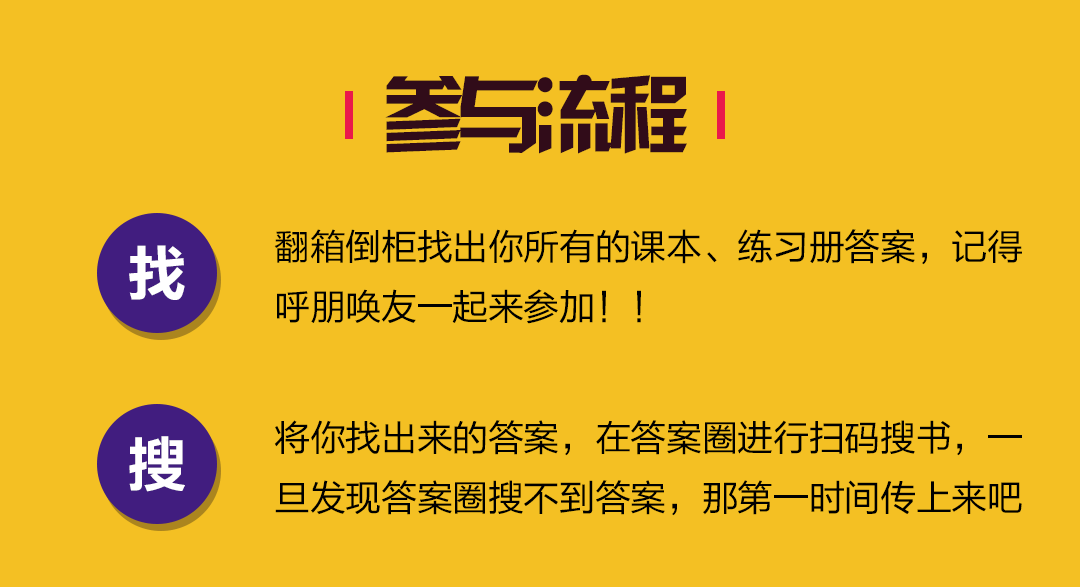 参与流程
找
翻箱倒柜找出你所有的课本、练习册答案，记得
呼朋唤友一起来参加！！
搜
将你找出来的答案，在答案圈进行扫码搜书，一
旦发现答案圈搜不到答案，那第一时间传上来吧